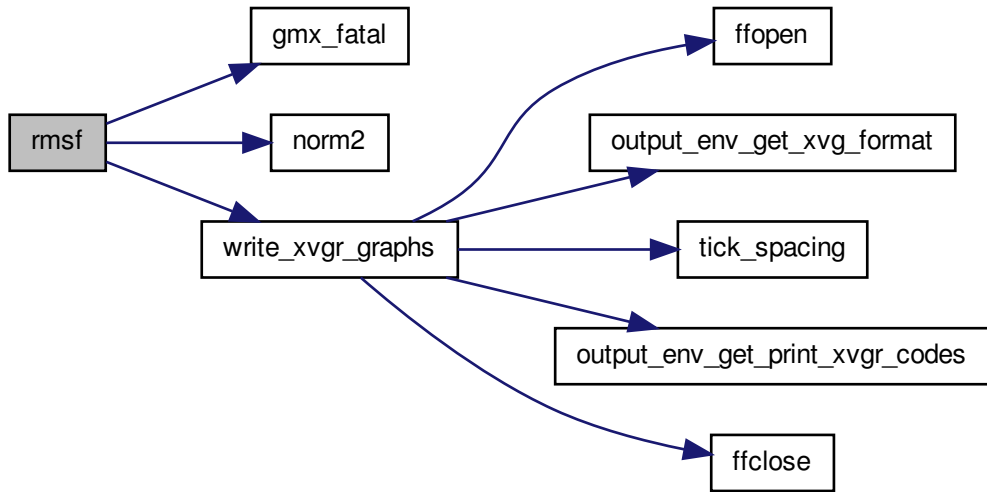 rmsf
gmx_fatal
norm2
write_xvgr_graphs
ffopen
output_env_get_xvg_format
tick_spacing
output_env_get_print_xvgr_codes
ffclose